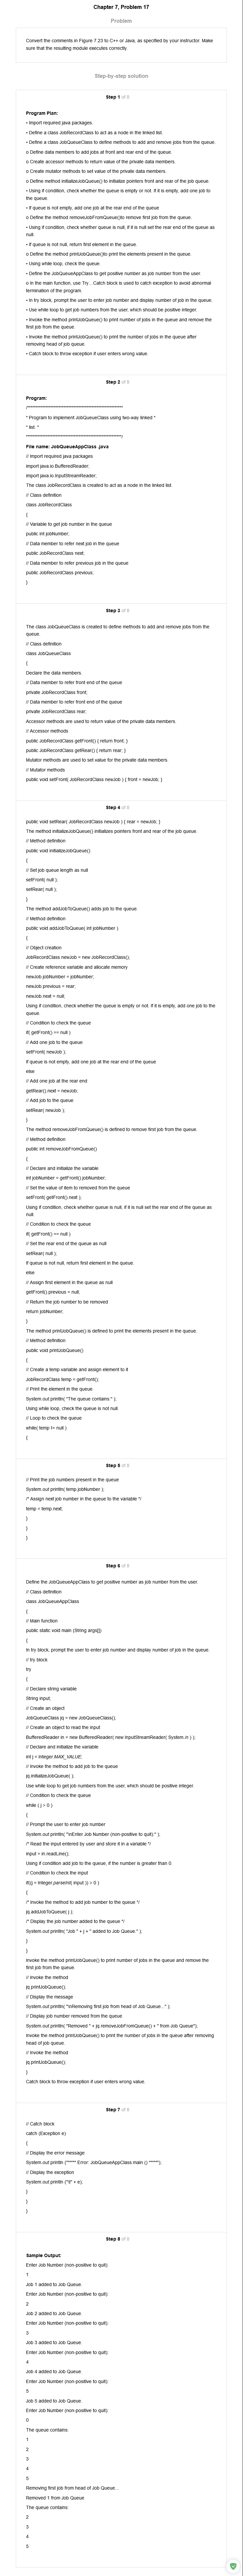 Chapter 7, Problem 17
Problem
Convert the comments in Figure 7.23 to C++ or Java, as specified by your instructor. Make
sure that the resulting module executes correctly.
Step-by-step solution
Step 1 of 8
Program Plan:
• Import required java packages.
• Define a class JobRecordClass to act as a node in the linked list.
• Define a class JobQueueClass to define methods to add and remove jobs from the queue.
o Define data members to add jobs at front and rear end of the queue.
o Create accessor methods to return value of the private data members.
o Create mutator methods to set value of the private data members.
o Define method initializeJobQueue() to initialize pointers front and rear of the job queue.
• Using if condition, check whether the queue is empty or not. If it is empty, add one job to
the queue.
• If queue is not empty, add one job at the rear end of the queue
o Define the method removeJobFromQueue()to remove first job from the queue.
• Using if condition, check whether queue is null, if it is null set the rear end of the queue as
null.
• If queue is not null, return first element in the queue.
o Define the method printJobQueue()to print the elements present in the queue.
• Using while loop, check the queue.
• Define the JobQueueAppClass to get positive number as job number from the user.
o In the main function, use Try…Catch block is used to catch exception to avoid abnormal
termination of the program.
• In try block, prompt the user to enter job number and display number of job in the queue.
• Use while loop to get job numbers from the user, which should be positive integer.
• Invoke the method printJobQueue() to print number of jobs in the queue and remove the
first job from the queue.
• Invoke the method printJobQueue() to print the number of jobs in the queue after
removing head of job queue.
• Catch block to throw exception if user enters wrong value.
Step 2 of 8
Program:
/**********************************************************
* Program to implement JobQueueClass using two-way linked *
* list. *
**********************************************************/
File name: JobQueueAppClass .java
// Import required java packages
import java.io.BufferedReader;
import java.io.InputStreamReader;
The class JobRecordClass is created to act as a node in the linked list
// Class definition
class JobRecordClass
{
// Variable to get job number in the queue
public int jobNumber;
// Data member to refer next job in the queue
public JobRecordClass next;
// Data member to refer previous job in the queue
public JobRecordClass previous;
}
Step 3 of 8
The class JobQueueClass is created to define methods to add and remove jobs from the
queue.
// Class definition
class JobQueueClass
{
Declare the data members
// Data member to refer front end of the queue
private JobRecordClass front;
// Data member to refer front end of the queue
private JobRecordClass rear;
Accessor methods are used to return value of the private data members.
// Accessor methods
public JobRecordClass getFront() { return front; }
public JobRecordClass getRear() { return rear; }
Mutator methods are used to set value for the private data members.
// Mutator methods
public void setFront( JobRecordClass newJob ) { front = newJob; }
Step 4 of 8
public void setRear( JobRecordClass newJob ) { rear = newJob; }
The method initializeJobQueue() initializes pointers front and rear of the job queue.
// Method definition
public void initializeJobQueue()
{
// Set job queue length as null
setFront( null );
setRear( null );
}
The method addJobToQueue() adds job to the queue.
// Method definition
public void addJobToQueue( int jobNumber )
{
// Object creation
JobRecordClass newJob = new JobRecordClass();
// Create reference variable and allocate memory
newJob.jobNumber = jobNumber;
newJob.previous = rear;
newJob.next = null;
Using if condition, check whether the queue is empty or not. If it is empty, add one job to the
queue.
// Condition to check the queue
if( getFront() == null )
// Add one job to the queue
setFront( newJob );
If queue is not empty, add one job at the rear end of the queue.
else
// Add one job at the rear end
getRear().next = newJob;
// Add job to the queue
setRear( newJob );
}
The method removeJobFromQueue() is defined to remove first job from the queue.
// Method definition
public int removeJobFromQueue()
{
// Declare and initialize the variable
int jobNumber = getFront().jobNumber;
// Set the value of item to removed from the queue
setFront( getFront().next );
Using if condition, check whether queue is null, if it is null set the rear end of the queue as
null.
// Condition to check the queue
if( getFront() == null )
// Set the rear end of the queue as null
setRear( null );
If queue is not null, return first element in the queue.
else
// Assign first element in the queue as null
getFront().previous = null;
// Return the job number to be removed
return jobNumber;
}
The method printJobQueue() is defined to print the elements present in the queue.
// Method definition
public void printJobQueue()
{
// Create a temp variable and assign element to it
JobRecordClass temp = getFront();
// Print the element in the queue
System.out.println( "The queue contains:" );
Using while loop, check the queue is not null
// Loop to check the queue
while( temp != null )
{
Step 5 of 8
// Print the job numbers present in the queue
System.out.println( temp.jobNumber );
/* Assign next job number in the queue to the variable */
temp = temp.next;
}
}
}
Step 6 of 8
Define the JobQueueAppClass to get positive number as job number from the user.
// Class definition
class JobQueueAppClass
{
// Main function
public static void main (String args[])
{
In try block, prompt the user to enter job number and display number of job in the queue.
// try block
try
{
// Declare string variable
String input;
// Create an object
JobQueueClass jq = new JobQueueClass();
// Create an object to read the input
BufferedReader in = new BufferedReader( new InputStreamReader( System.in ) );
// Declare and initialize the variable
int j = Integer.MAX_VALUE;
// Invoke the method to add job to the queue
jq.initializeJobQueue( );
Use while loop to get job numbers from the user, which should be positive integer.
// Condition to check the queue
while ( j > 0 )
{
// Prompt the user to enter job number
System.out.println( "\nEnter Job Number (non-positive to quit):" );
/* Read the input entered by user and store it in a variable */
input = in.readLine();
Using if condition add job to the queue, if the number is greater than 0.
// Condition to check the input
if((j = Integer.parseInt( input )) > 0 )
{
/* Invoke the method to add job number to the queue */
jq.addJobToQueue( j );
/* Display the job number added to the queue */
System.out.println( "Job " + j + " added to Job Queue." );
}
}
Invoke the method printJobQueue() to print number of jobs in the queue and remove the
first job from the queue.
// Invoke the method
jq.printJobQueue();
// Display the message
System.out.println( "\nRemoving first job from head of Job Queue..." );
// Display job number removed from the queue
System.out.println( "Removed " + jq.removeJobFromQueue() + " from Job Queue");
Invoke the method printJobQueue() to print the number of jobs in the queue after removing
head of job queue.
// Invoke the method
jq.printJobQueue();
}
Catch block to throw exception if user enters wrong value.
Step 7 of 8
// Catch block
catch (Exception e)
{
// Display the error message
System.out.println ("***** Error: JobQueueAppClass.main () *****");
// Display the exception
System.out.println ("\t" + e);
}
}
}
Step 8 of 8
Sample Output:
Enter Job Number (non-positive to quit):
1
Job 1 added to Job Queue.
Enter Job Number (non-positive to quit):
2
Job 2 added to Job Queue.
Enter Job Number (non-positive to quit):
3
Job 3 added to Job Queue.
Enter Job Number (non-positive to quit):
4
Job 4 added to Job Queue.
Enter Job Number (non-positive to quit):
5
Job 5 added to Job Queue.
Enter Job Number (non-positive to quit):
0
The queue contains:
1
2
3
4
5
Removing first job from head of Job Queue...
Removed 1 from Job Queue
The queue contains:
2
3
4
5